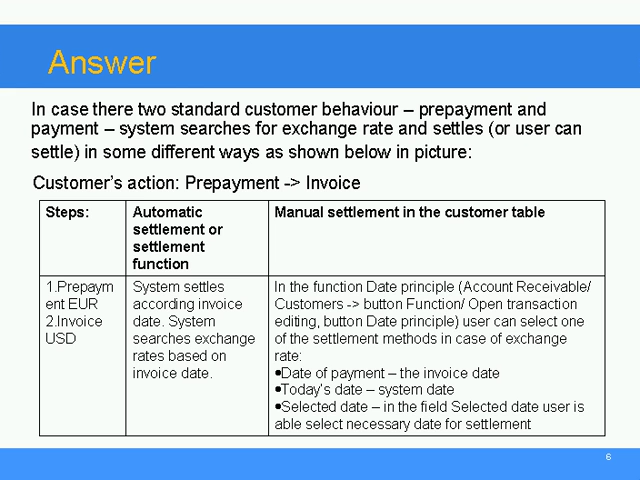 Answer
In case there two standard customer behaviour – prepayment and
payment – system searches for exchange rate and settles (or user can
settle) in some different ways as shown below in picture:
Customer’s action: Prepayment -> Invoice
Steps:
Automatic
settlement or
settlement
function
Manual settlement in the customer table
1.Prepaym
ent EUR
2.Invoice
USD
System settles
according invoice
date. System
searches exchange
rates based on
invoice date.
In the function Date principle (Account Receivable/
Customers -> button Function/ Open transaction
editing, button Date principle) user can select one
of the settlement methods in case of exchange
rate:
•Date of payment – the invoice date
•Today’s date – system date
•Selected date – in the field Selected date user is
able select necessary date for settlement
6